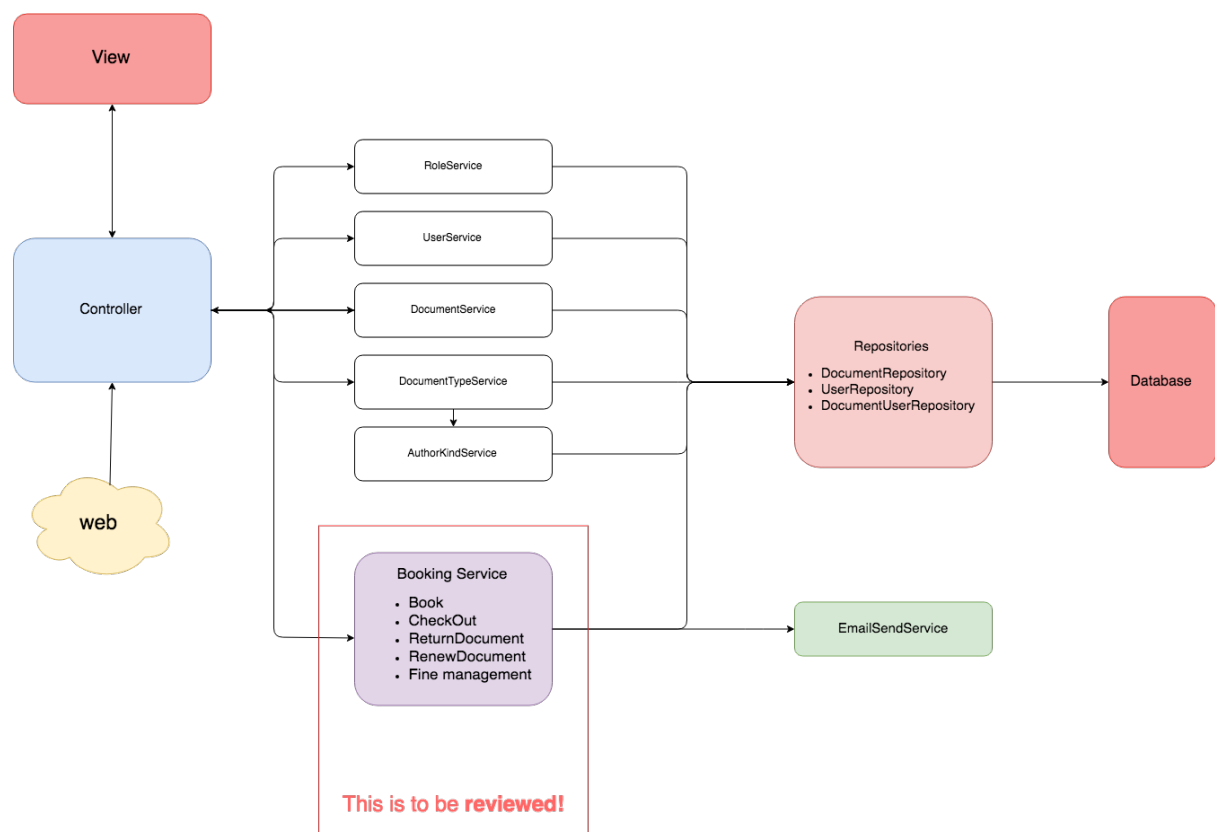 View
RoleService
UserService
Controller
DocumentService
DocumentTypeService
AuthorKindService
Repositories
• DocumentRepository
• UserRepository
• DocumentUserRepository
Database
web
Booking Service
• Book
• CheckOut
• ReturnDocument
• RenewDocument
• Fine management
EmailSendService
This is to be reviewed!